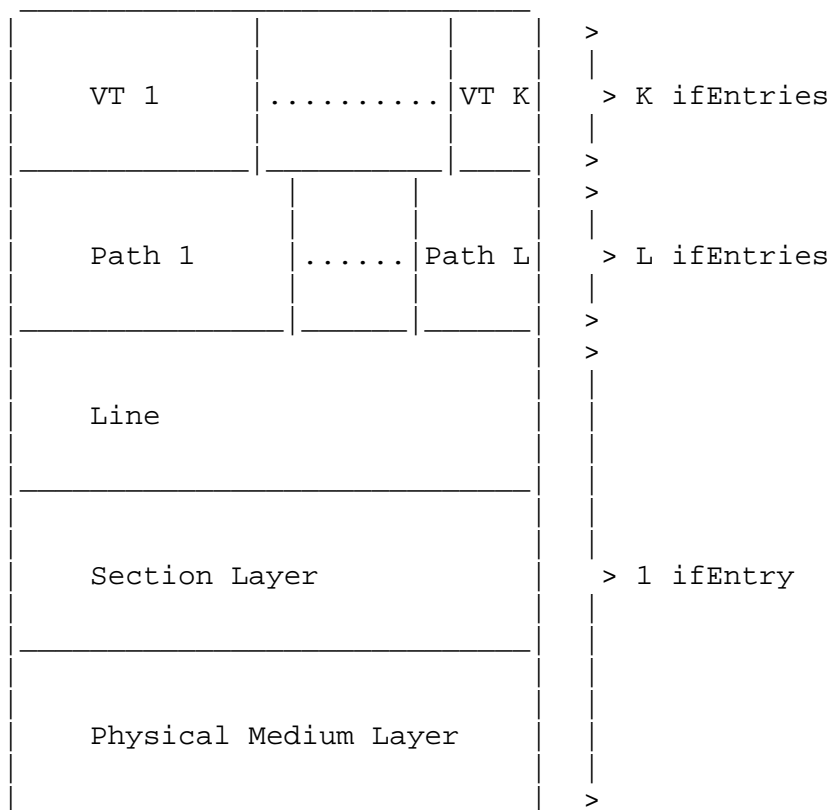 VT 1 .......... VT K > K ifEntries
Path 1 ...... Path L > L ifEntries
Line
Section Layer > 1 ifEntry
Physical Medium Layer